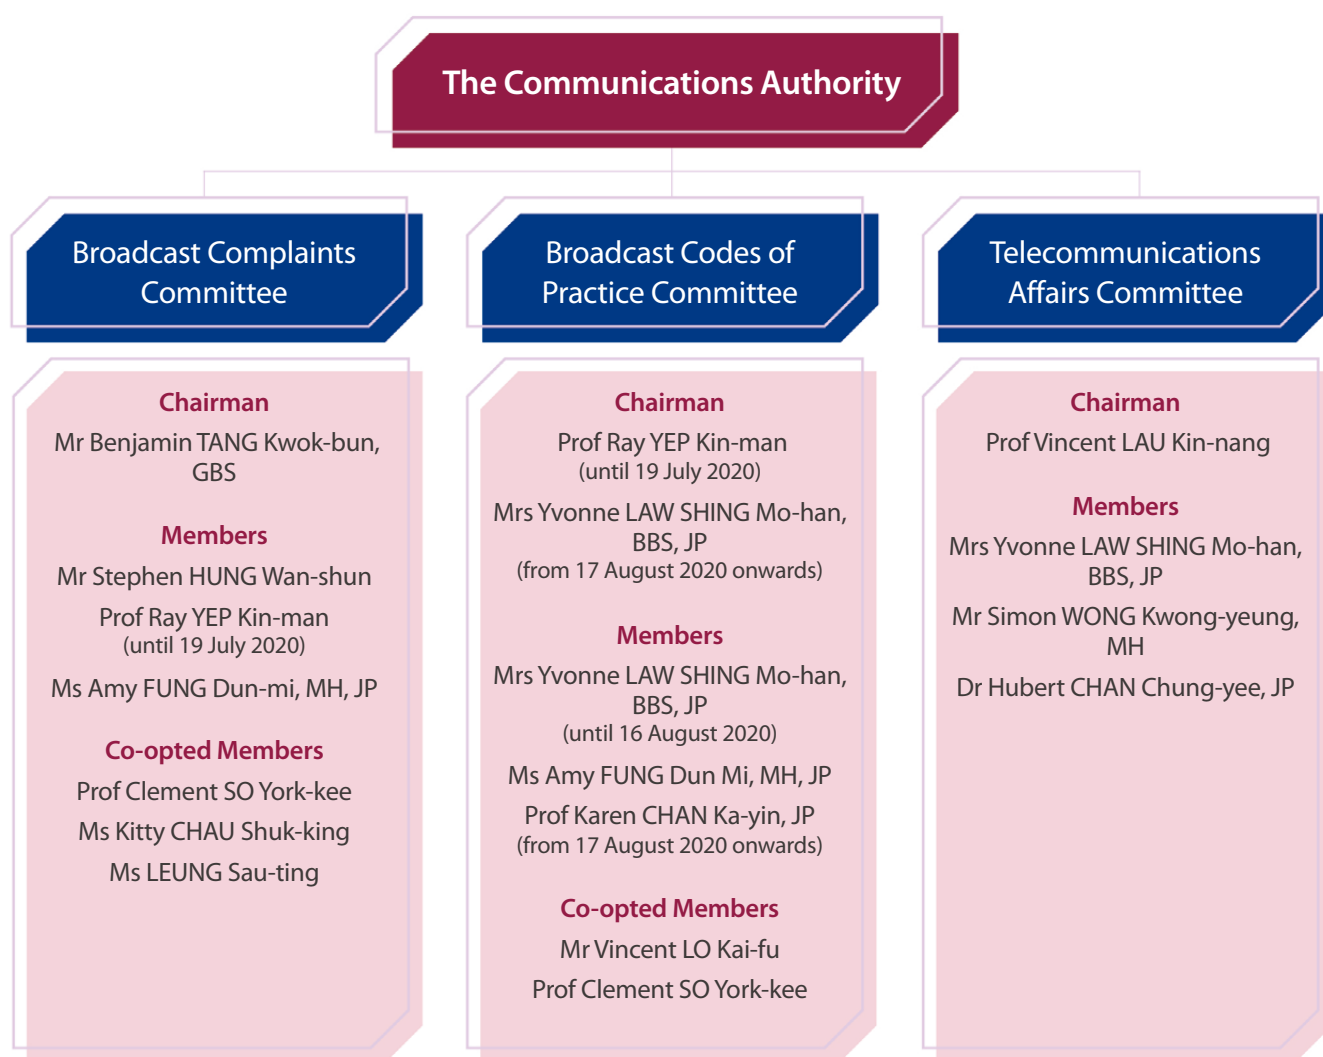 The Communications Authority
Broadcast Complaints
Committee
Chairman
Mr Benjamin TANG Kwok-bun,
GBS
Members
Mr Stephen HUNG Wan-shun
Prof Ray YEP Kin-man
(until 19 July 2020)
Ms Amy FUNG Dun-mi, MH, JP
Co-opted Members
Prof Clement SO York-kee
Ms Kitty CHAU Shuk-king
Ms LEUNG Sau-ting
Broadcast Codes of
Practice Committee
Chairman
Prof Ray YEP Kin-man
(until 19 July 2020)
Mrs Yvonne LAW SHING Mo-han,
BBS, JP
(from 17 August 2020 onwards)
Members
Mrs Yvonne LAW SHING Mo-han,
BBS, JP
(until 16 August 2020)
Ms Amy FUNG Dun Mi, MH, JP
Prof Karen CHAN Ka-yin, JP
(from 17 August 2020 onwards)
Co-opted Members
Mr Vincent LO Kai-fu
Prof Clement SO York-kee
Telecommunications
Affairs Committee
Chairman
Prof Vincent LAU Kin-nang
Members
Mrs Yvonne LAW SHING Mo-han,
BBS, JP
Mr Simon WONG Kwong-yeung,
MH
Dr Hubert CHAN Chung-yee, JP